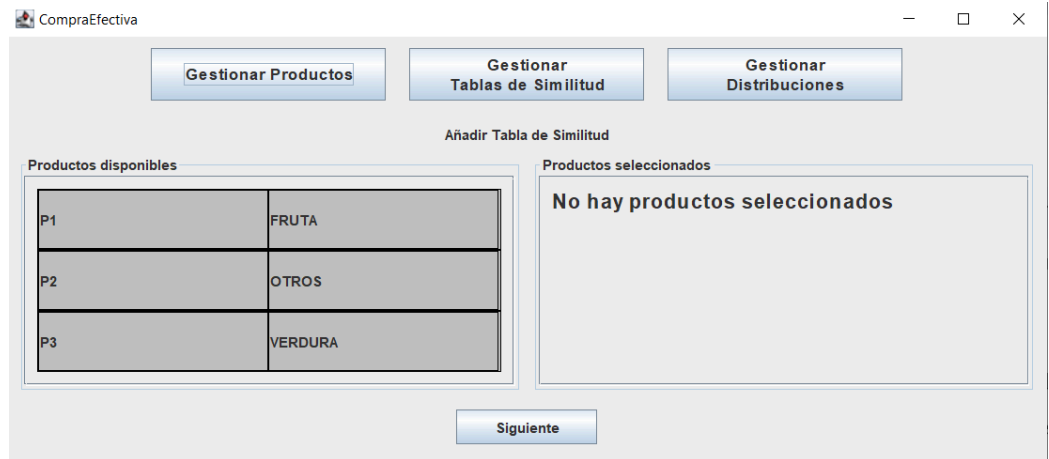 CompraEfectiva
Gestionar Productos
Gestionar
Tablas de Similitud
Gestionar
Distribuciones
Añadir Tabla de Similitud
Productos disponibles
P1 FRUTA
P2 OTROS
P3 VERDURA
Productos seleccionados
No hay productos seleccionados
Siguiente